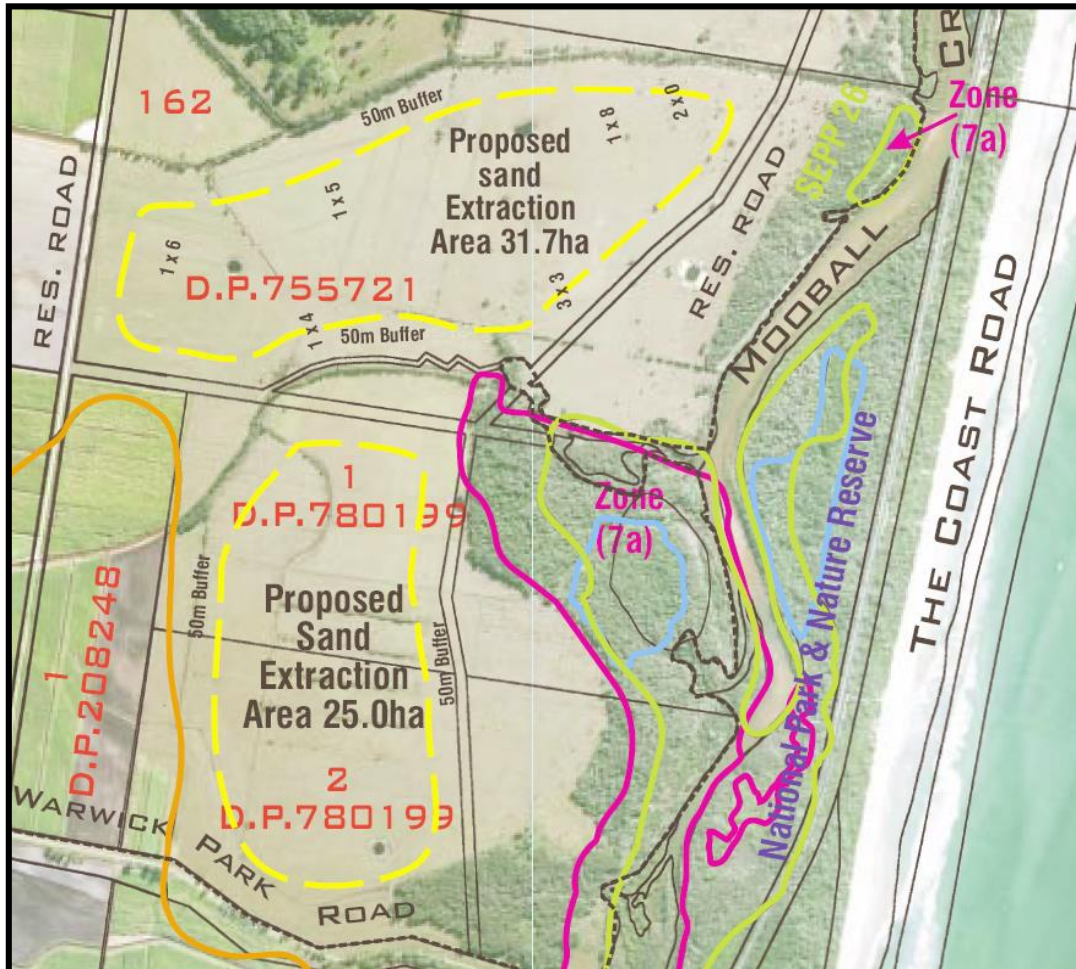 162
50m Buffer
1x8
2x0
Proposed
sand
Extraction
Area 31.7ha
1x5
1x6
D.P.755721
3x3
1x4
50m Buffer
RES. ROAD
RES. ROAD
SEPP 26
Zone
(7a)
CR
MOOBALL
THE COAST ROAD
National Park & Nature Reserve
Zone
(7a)
1
D.P.780199
50m Buffer
Proposed
Sand
Extraction
Area 25.0ha
50m Buffer
2
D.P.780199
1
D.P.208248
WARWICK
PARK
ROAD